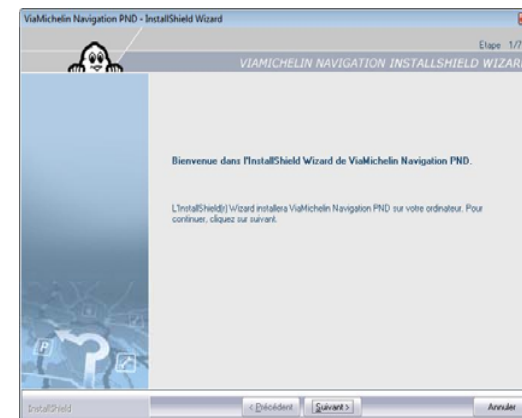 ViaMichelin Navigation PND - InstallShield Wizard
Etape 1/7
VIAMICHELIN NAVIGATION INSTALLSHIELD WIZARD
Bienvenue dans l'InstallShield Wizard de ViaMichelin Navigation PND.
L'InstallShield(r) Wizard installera ViaMichelin Navigation PND sur votre ordinateur. Pour
continuer, cliquez sur suivant.
P
InstallShield
< Précédent
Suivant >
Annuler